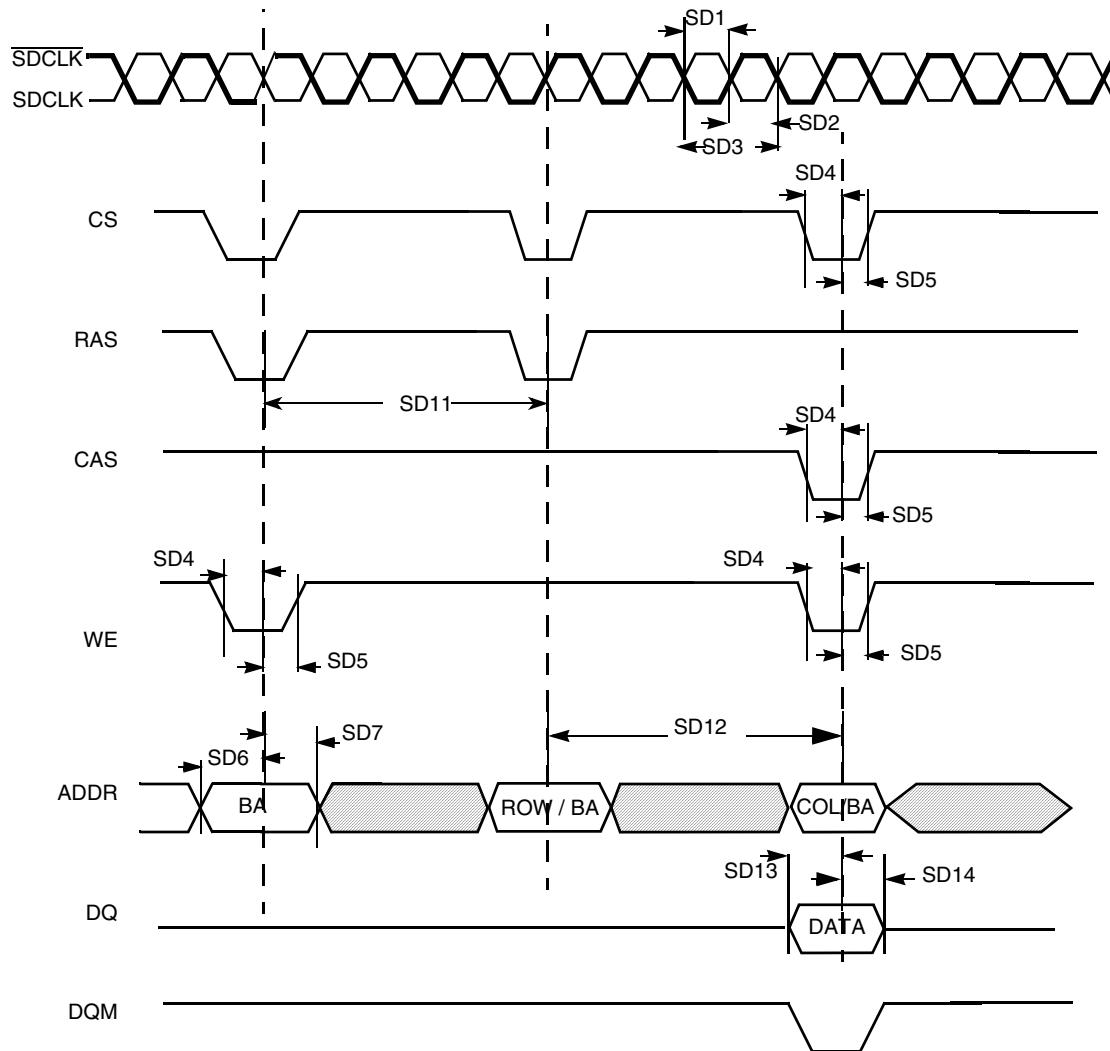 SD1
SDCLK
SDCLK
SD2
SD3
SD4
CS
SD5
RAS
SD11
SD4
CAS
SD5
SD4
SD4
WE
SD5
SD5
SD12
SD7
SD6
ADDR
BA
ROW / BA
COL/BA
SD13
SD14
DQ
DATA
DQM